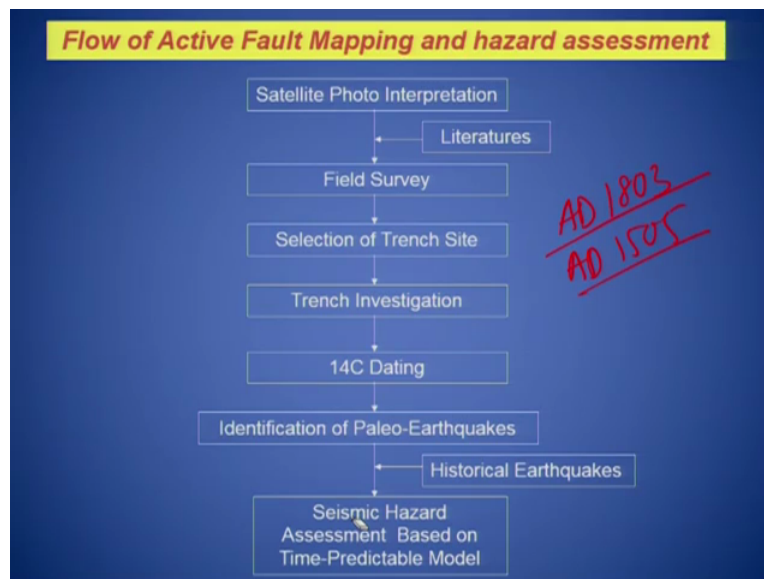 Flow of Active Fault Mapping and hazard assessment
Satellite Photo Interpretation
Literatures
Field Survey
AD 1803
AD 1505
Selection of Trench Site
Trench Investigation
14C Dating
Identification of Paleo-Earthquakes
Historical Earthquakes
Seismic Hazard
Assessment Based on
Time-Predictable Model